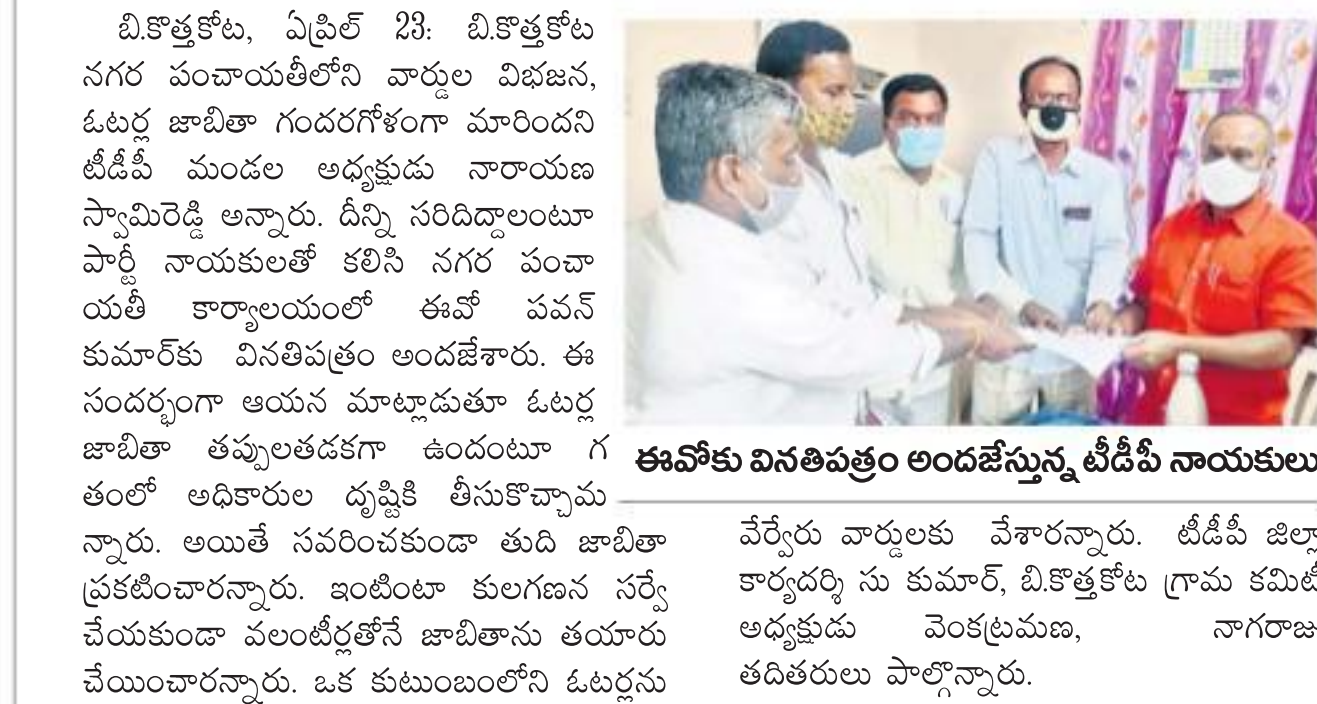 బి.కొత్తకోట, ఏప్రిల్ 23: బి.కొత్తకోట
నగర పంచాయతీలోని వార్డుల విభజన,
ఓటర్ల జాబితా గందరగోళంగా మారిందని
టీడీపీ మండల అధ్యక్షుడు నారాయణ
స్వామిరెడ్డి అన్నారు. దీన్ని సరిదిద్దాలంటూ
పార్టీ నాయకులతో కలిసి నగర పంచా
యతీ కార్యాలయంలో ఈవో పవన్
కుమార్‌కు వినతిపత్రం అందజేశారు. ఈ
సందర్భంగా ఆయన మాట్లాడుతూ ఓటర్ల
జాబితా తప్పులతడకగా ఉందంటూ గ
తంలో అధికారుల దృష్టికి తీసుకొచ్చామ
న్నారు. అయితే సవరించకుండా తుది జాబితా
ప్రకటించారన్నారు. ఇంటింటా కులగణన సర్వే
చేయకుండా వలంటీర్లతోనే జాబితాను తయారు
చేయించారన్నారు. ఒక కుటుంబంలోని ఓటర్లను
ఈవోకు వినతిపత్రం అందజేస్తున్న టీడీపీ నాయకులు
వేర్వేరు వార్డులకు వేశారన్నారు. టీడీపీ జిల్లా
కార్యదర్శి సు కుమార్, బి.కొత్తకోట గ్రామ కమిటీ
అధ్యక్షుడు వెంకట్రమణ, నాగరాజు
తదితరులు పాల్గొన్నారు.